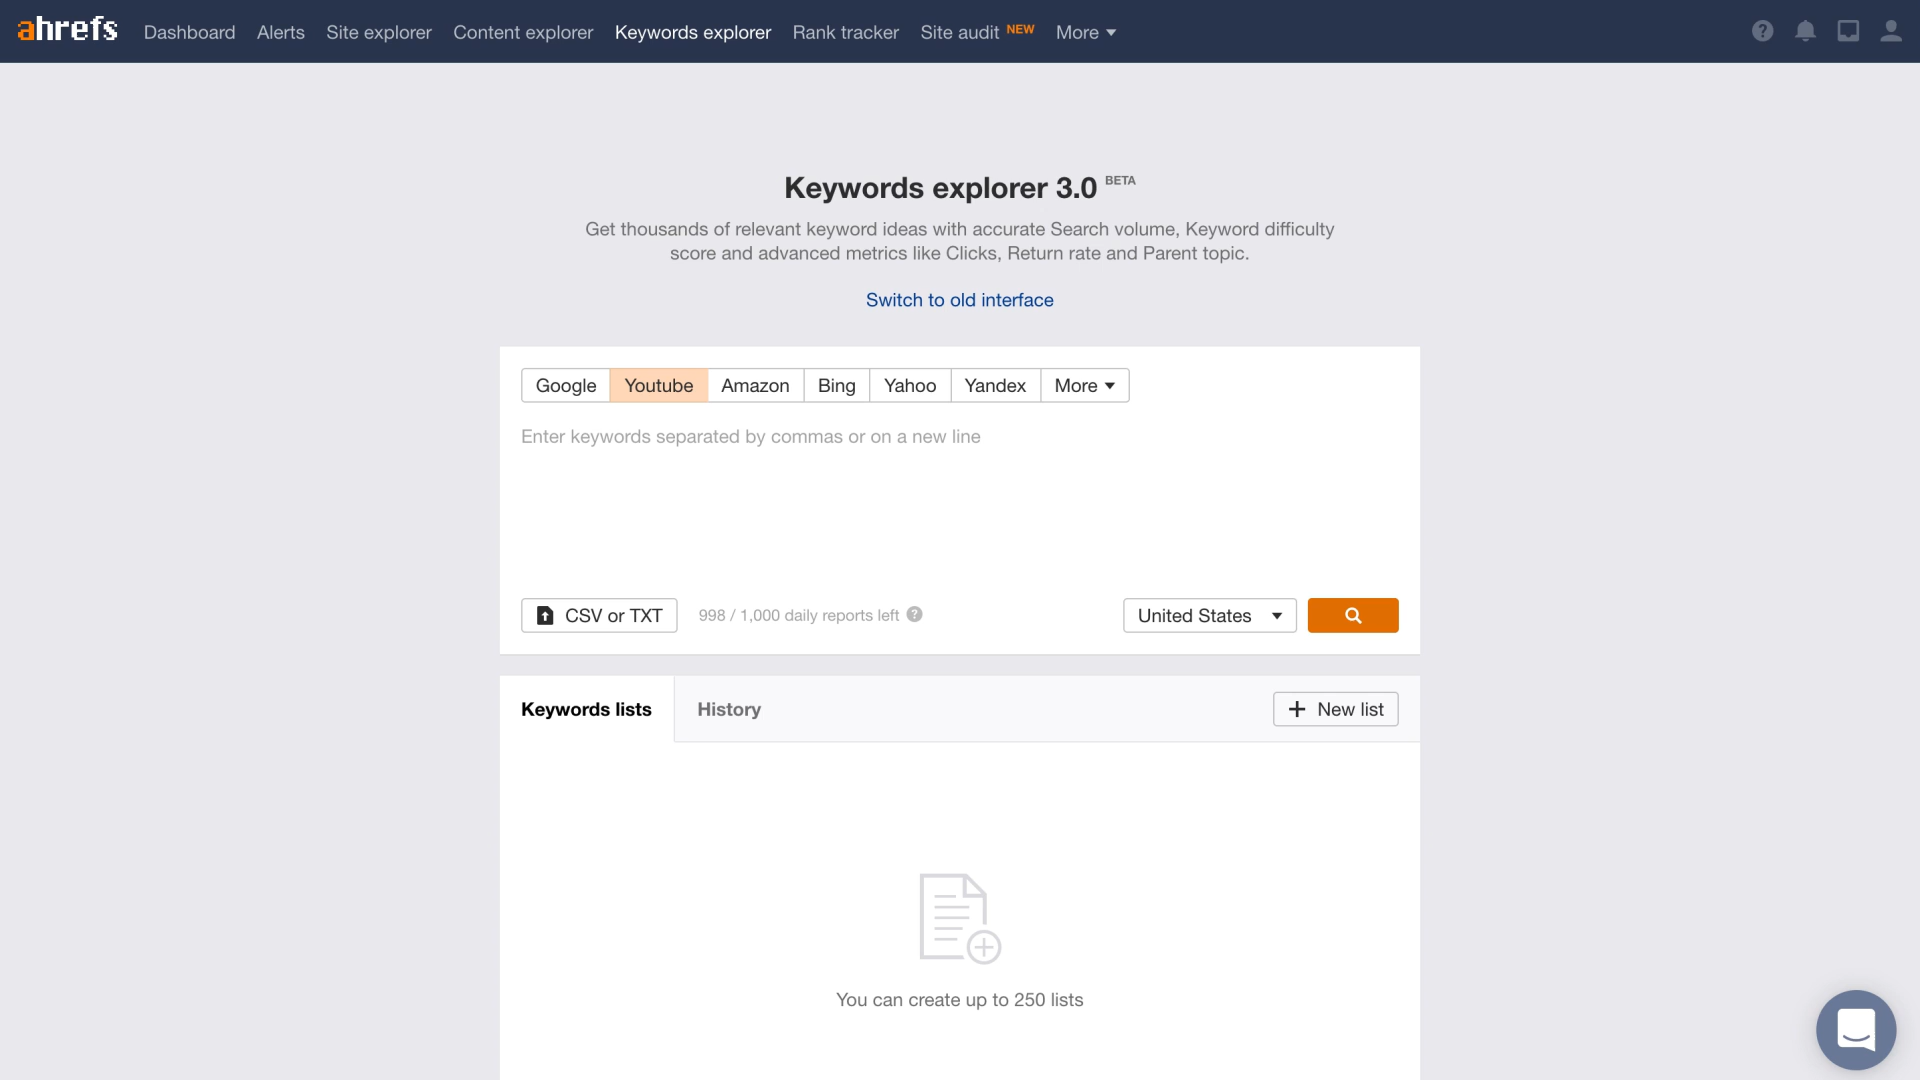 ahrefs Dashboard Alerts Site explorer Content explorer Keywords explorer Rank tracker Site audit NEW More
Keywords explorer 3.0 BETA
Get thousands of relevant keyword ideas with accurate Search volume, Keyword difficulty
score and advanced metrics like Clicks, Return rate and Parent topic.
Switch to old interface
Google Youtube Amazon Bing Yahoo Yandex More
Enter keywords separated by commas or on a new line
CSV or TXT 998 / 1,000 daily reports left ? United States
Keywords lists History + New list
You can create up to 250 lists